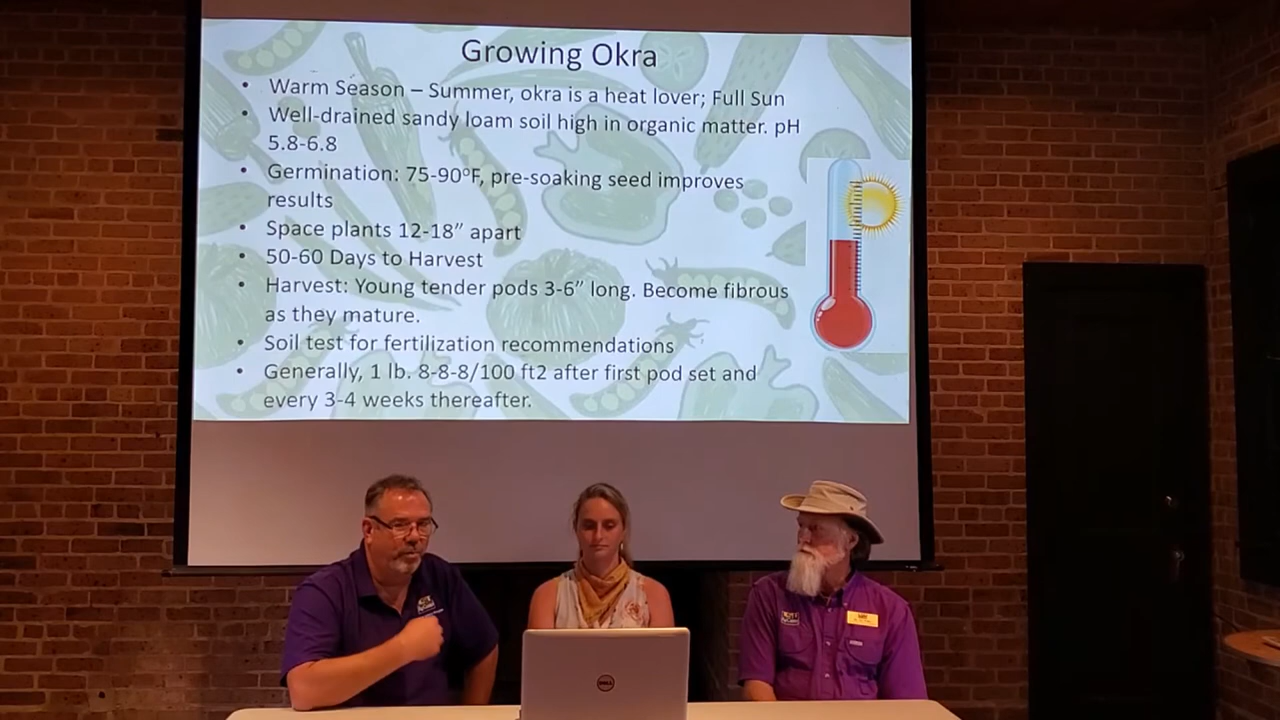 Growing Okra
• Warm Season – Summer, okra is a heat lover; Full Sun
• Well-drained sandy loam soil high in organic matter. pH
5.8-6.8
• Germination: 75-90°F, pre-soaking seed improves
results
• Space plants 12-18” apart
• 50-60 Days to Harvest
• Harvest: Young tender pods 3-6” long. Become fibrous
as they mature.
• Soil test for fertilization recommendations
• Generally, 1 lb. 8-8-8/100 ft2 after first pod set and
every 3-4 weeks thereafter.
DELL